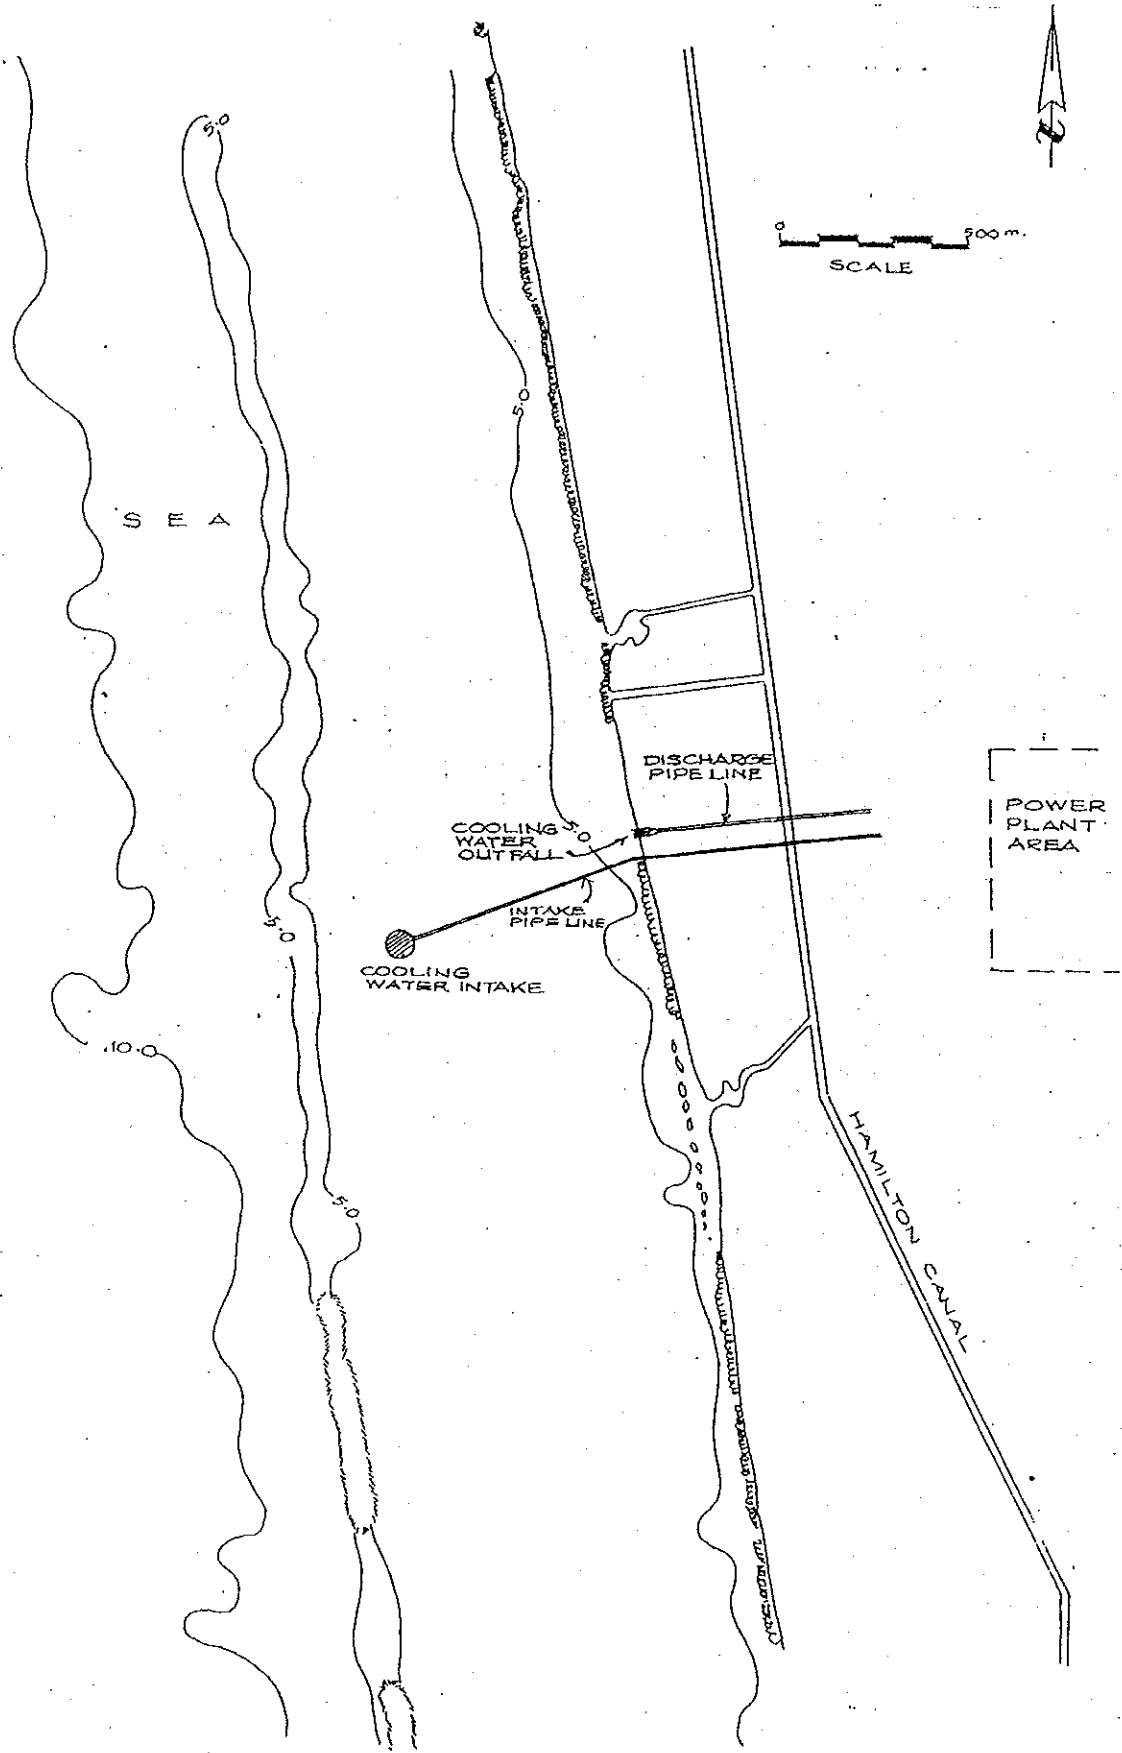 5.0
N
0 500 m.
SCALE
5.0
SEA
DISCHARGE
PIPE LINE
POWER
PLANT
AREA
COOLING
WATER
OUTFALL
5.0
INTAKE
PIPE LINE
5.0
COOLING
WATER INTAKE
10.0
HAMILTON CANAL
5.0